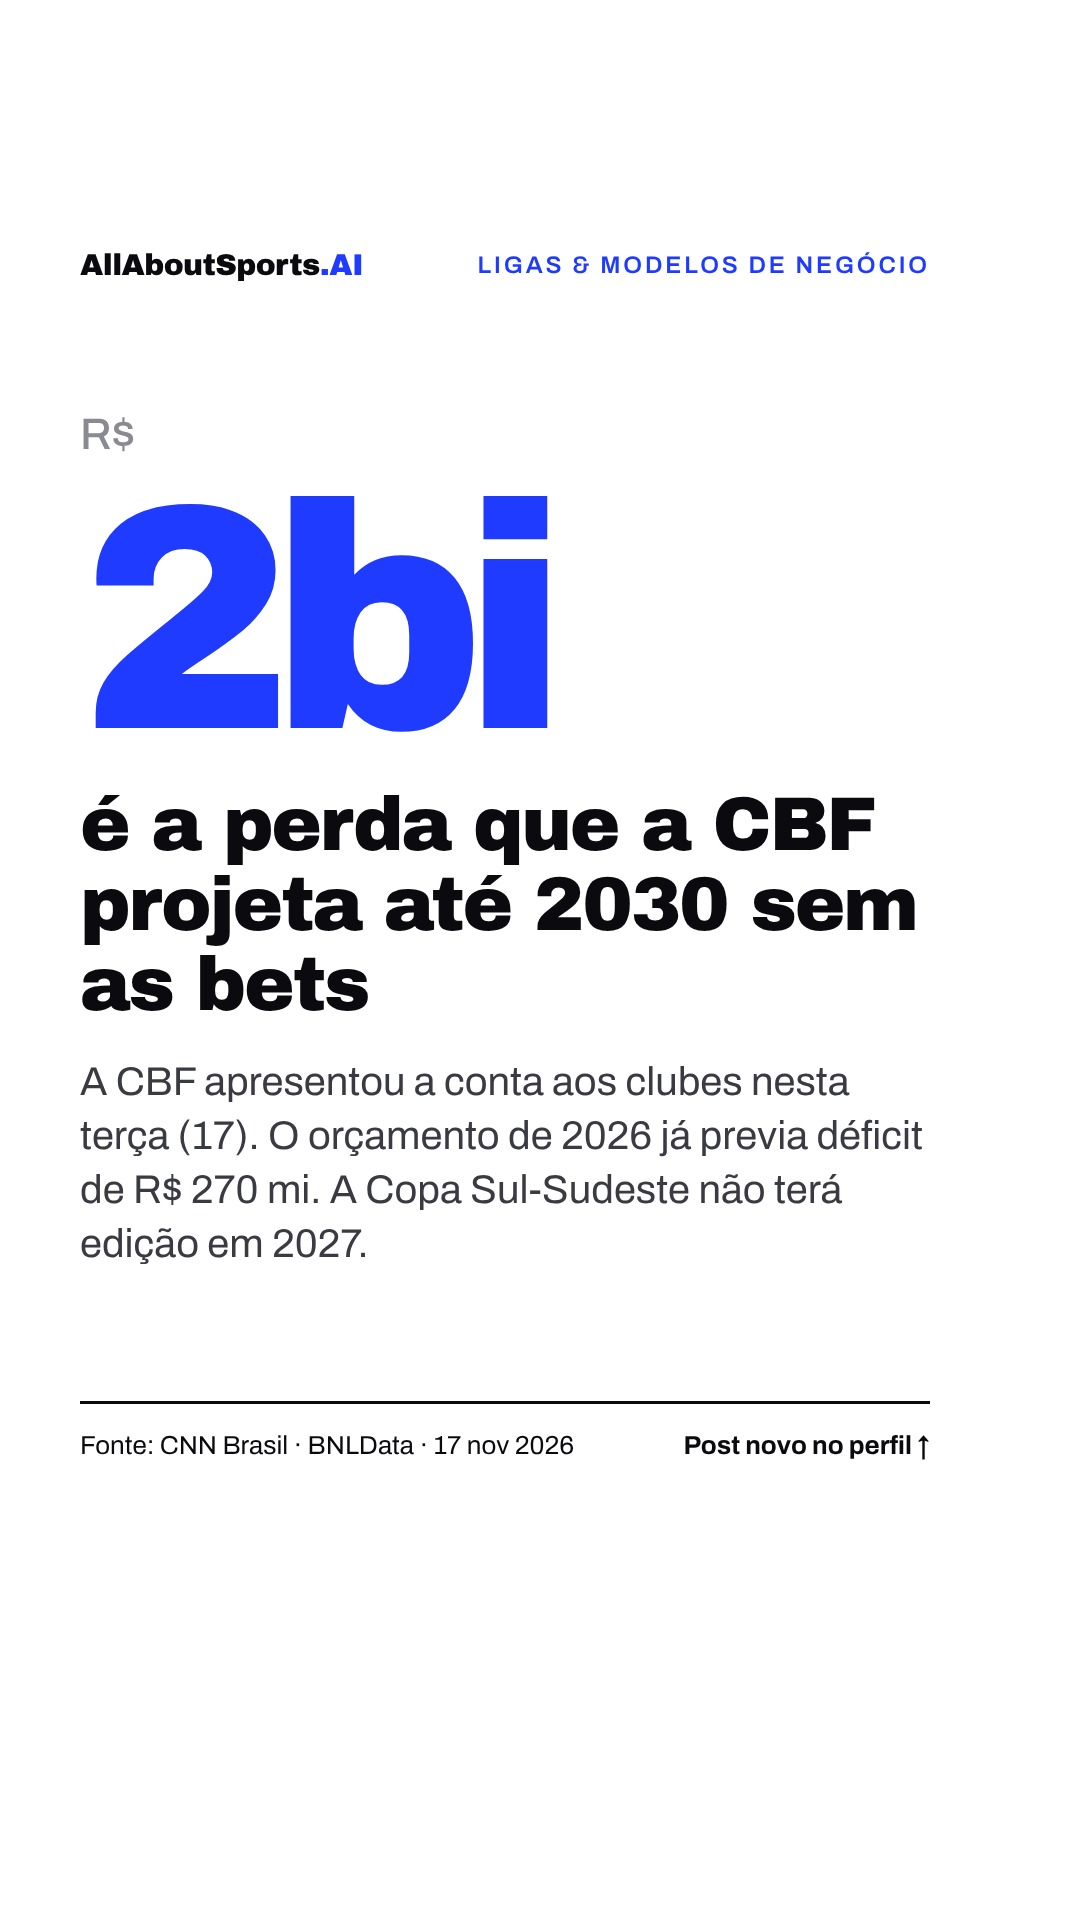 AllAboutSports.AI
LIGAS & MODELOS DE NEGÓCIO
R$
2bi
é a perda que a CBF
projeta até 2030 sem
as bets
A CBF apresentou a conta aos clubes nesta
terça (17). O orçamento de 2026 já previa déficit
de R$ 270 mi. A Copa Sul-Sudeste não terá
edição em 2027.
Fonte: CNN Brasil · BNLData · 17 nov 2026
Post novo no perfil ↑